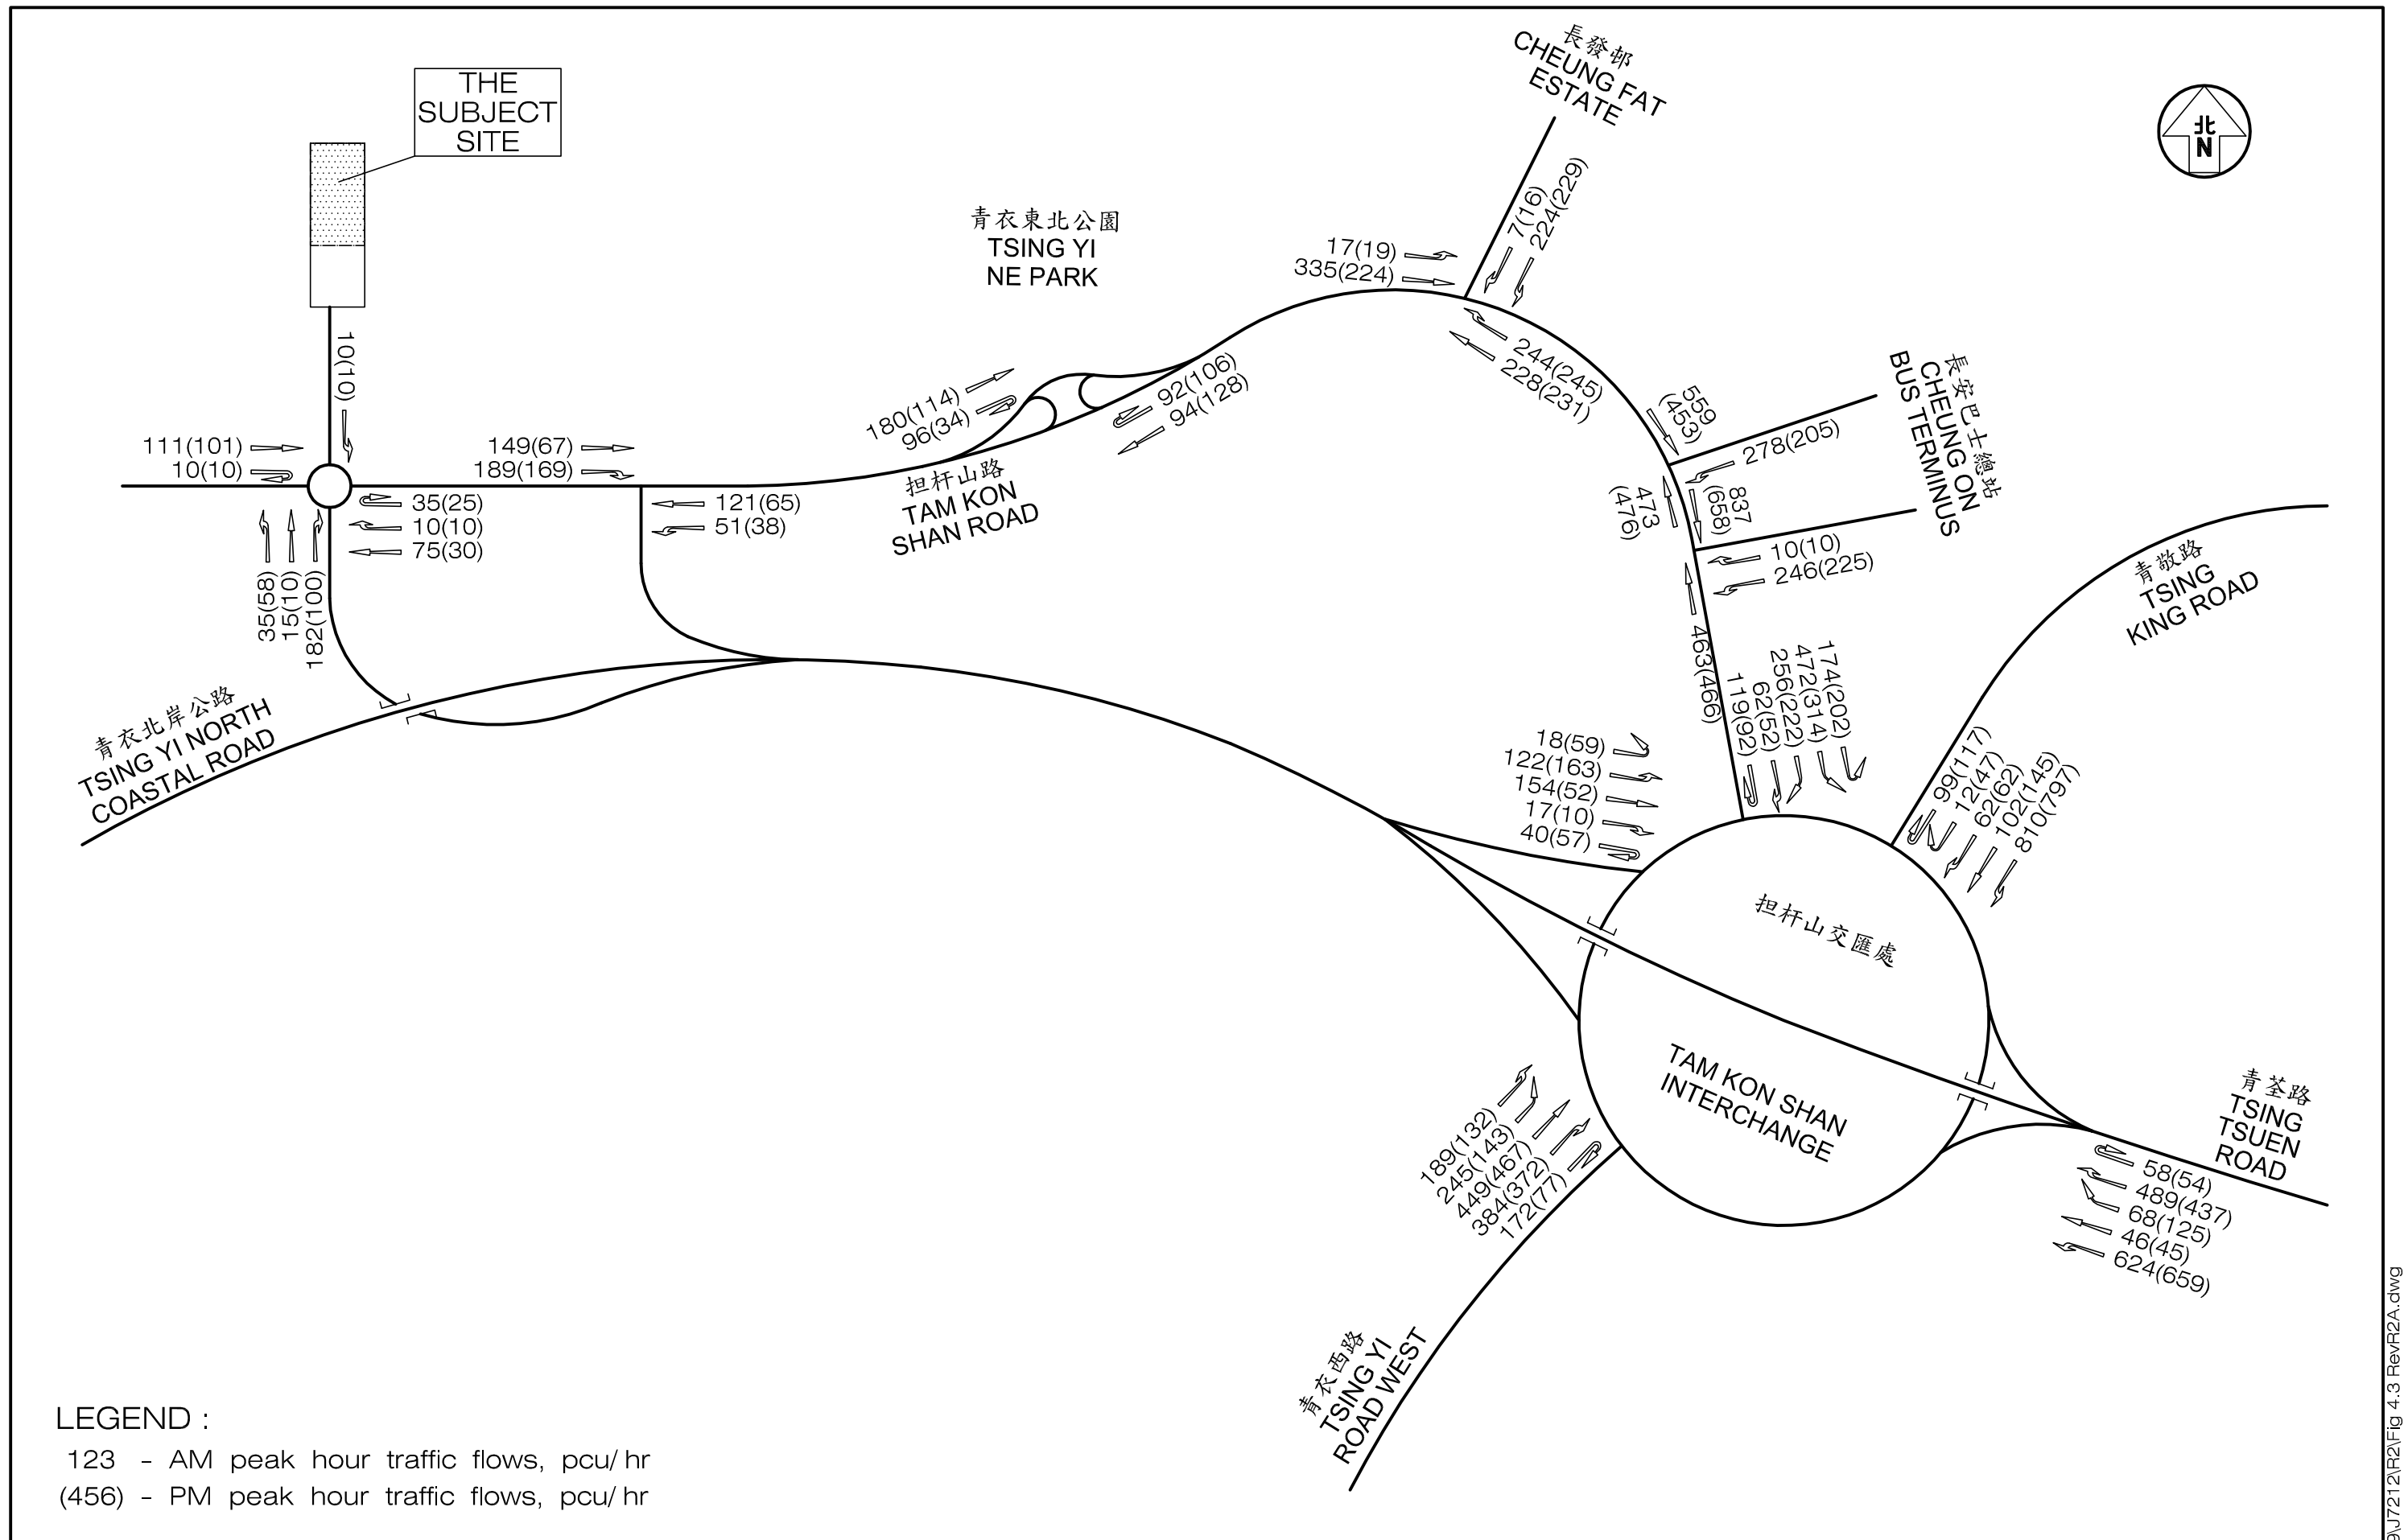 THE
SUBJECT
SITE
長發邨
CHEUNG FAT
ESTATE
北
N
青衣東北公園
TSING YI
NE PARK
7(16)
224(229)
17(19)
335(224)
10(10)
244(245)
228(231)
180(114)
96(34)
92(106)
94(128)
559
(453)
278(205)
長安巴士總站
CHEUNG ON
BUS TERMINUS
111(101)
10(10)
149(67)
189(169)
35(25)
10(10)
75(30)
121(65)
51(38)
担杆山路
TAM KON
SHAN ROAD
473
(476)
837
(658)
10(10)
246(225)
青敬路
TSING
KING ROAD
35(58)
15(10)
182(100)
463(466)
119(92)
62(52)
256(222)
472(314)
174(202)
青衣北岸公路
TSING YI NORTH
COASTAL ROAD
18(59)
122(163)
154(52)
17(10)
40(57)
99(117)
12(47)
62(62)
102(145)
810(797)
担杆山交匯處
TAM KON SHAN
INTERCHANGE
189(132)
245(143)
449(467)
384(372)
172(77)
青荃路
TSING
TSUEN
ROAD
58(54)
489(437)
68(125)
46(45)
624(659)
青衣西路
TSING YI
ROAD WEST
LEGEND :
123 - AM peak hour traffic flows, pcu/hr
(456) - PM peak hour traffic flows, pcu/hr
\J7212\R2\Fig 4.3 RevR2A.dwg